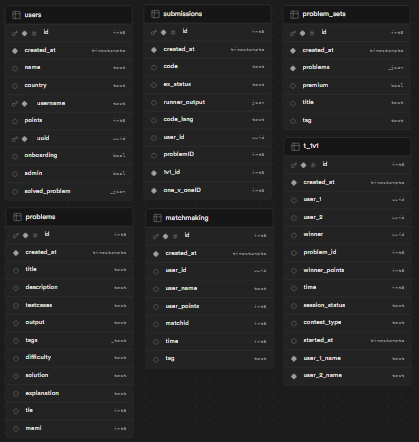 users
id int8
created_at timestamptz
name text
country text
username text
points int8
uuid uuid
onboarding bool
admin bool
solved_problem _json
submissions
id int8
created_at timestamptz
code text
ex_status text
runner_output json
code_lang text
user_id uuid
problemID int8
1v1_id int8
one_v_oneID int8
problem_sets
id int8
created_at timestamptz
problems _json
premium bool
title text
tag text
t_1v1
id int8
created_at timestamptz
user_1 uuid
user_2 uuid
winner uuid
problem_id int8
winner_points int8
time int8
session_status text
contest_type text
started_at timestamptz
user_1_name text
user_2_name text
problems
id int8
created_at timestamptz
title text
description text
testcases text
output text
tags _text
difficulty text
solution text
explanation text
tle int8
meml int8
matchmaking
id int8
created_at timestamptz
user_id uuid
user_name text
user_points int8
matchid int8
time int8
tag text